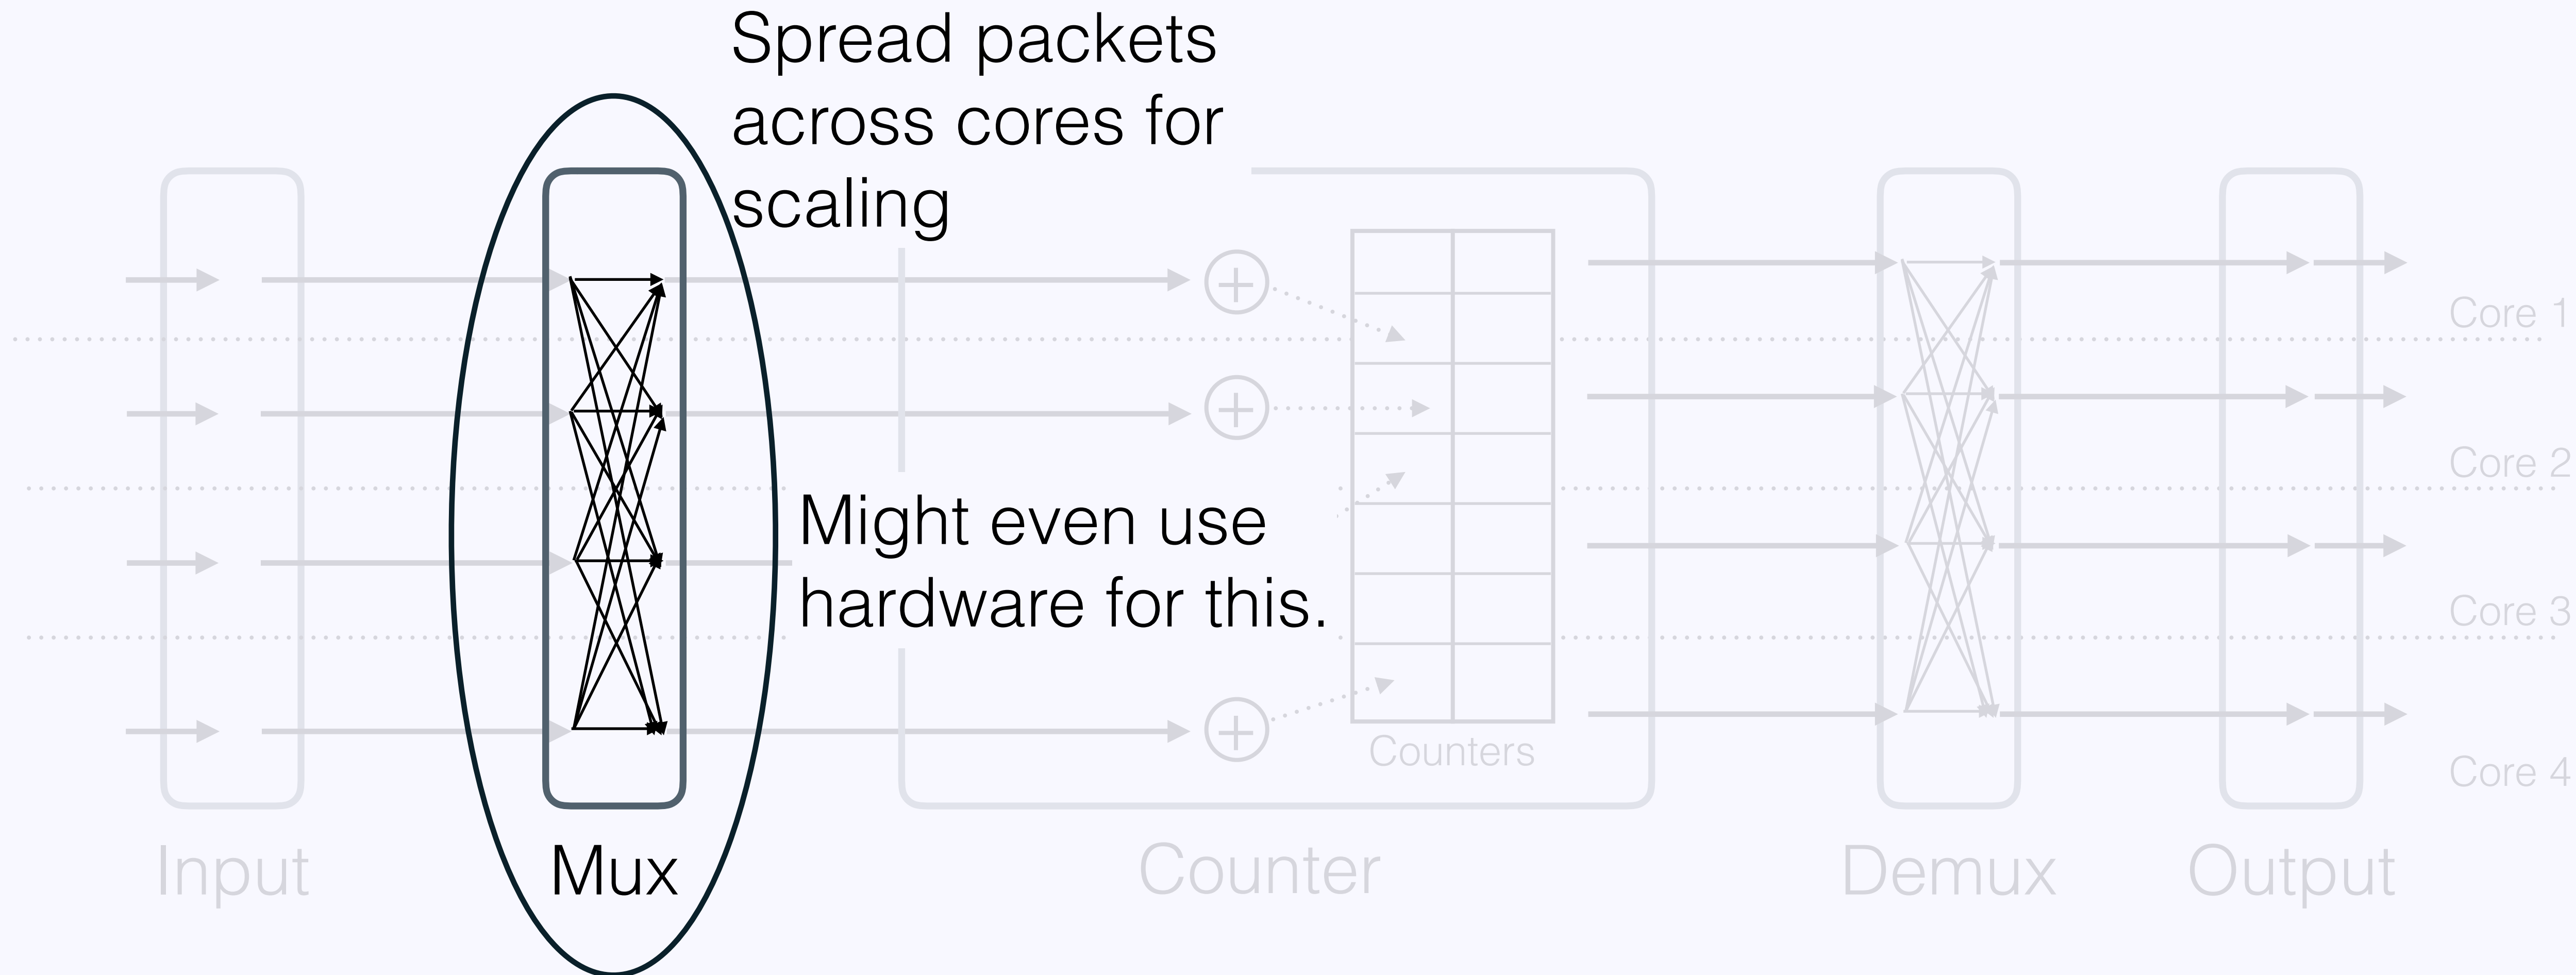 Spread packets
across cores for
scaling
Might even use
hardware for this.
Counters
Core 1
Core 2
Core 3
Core 4
Input
Mux
Counter
Demux
Output